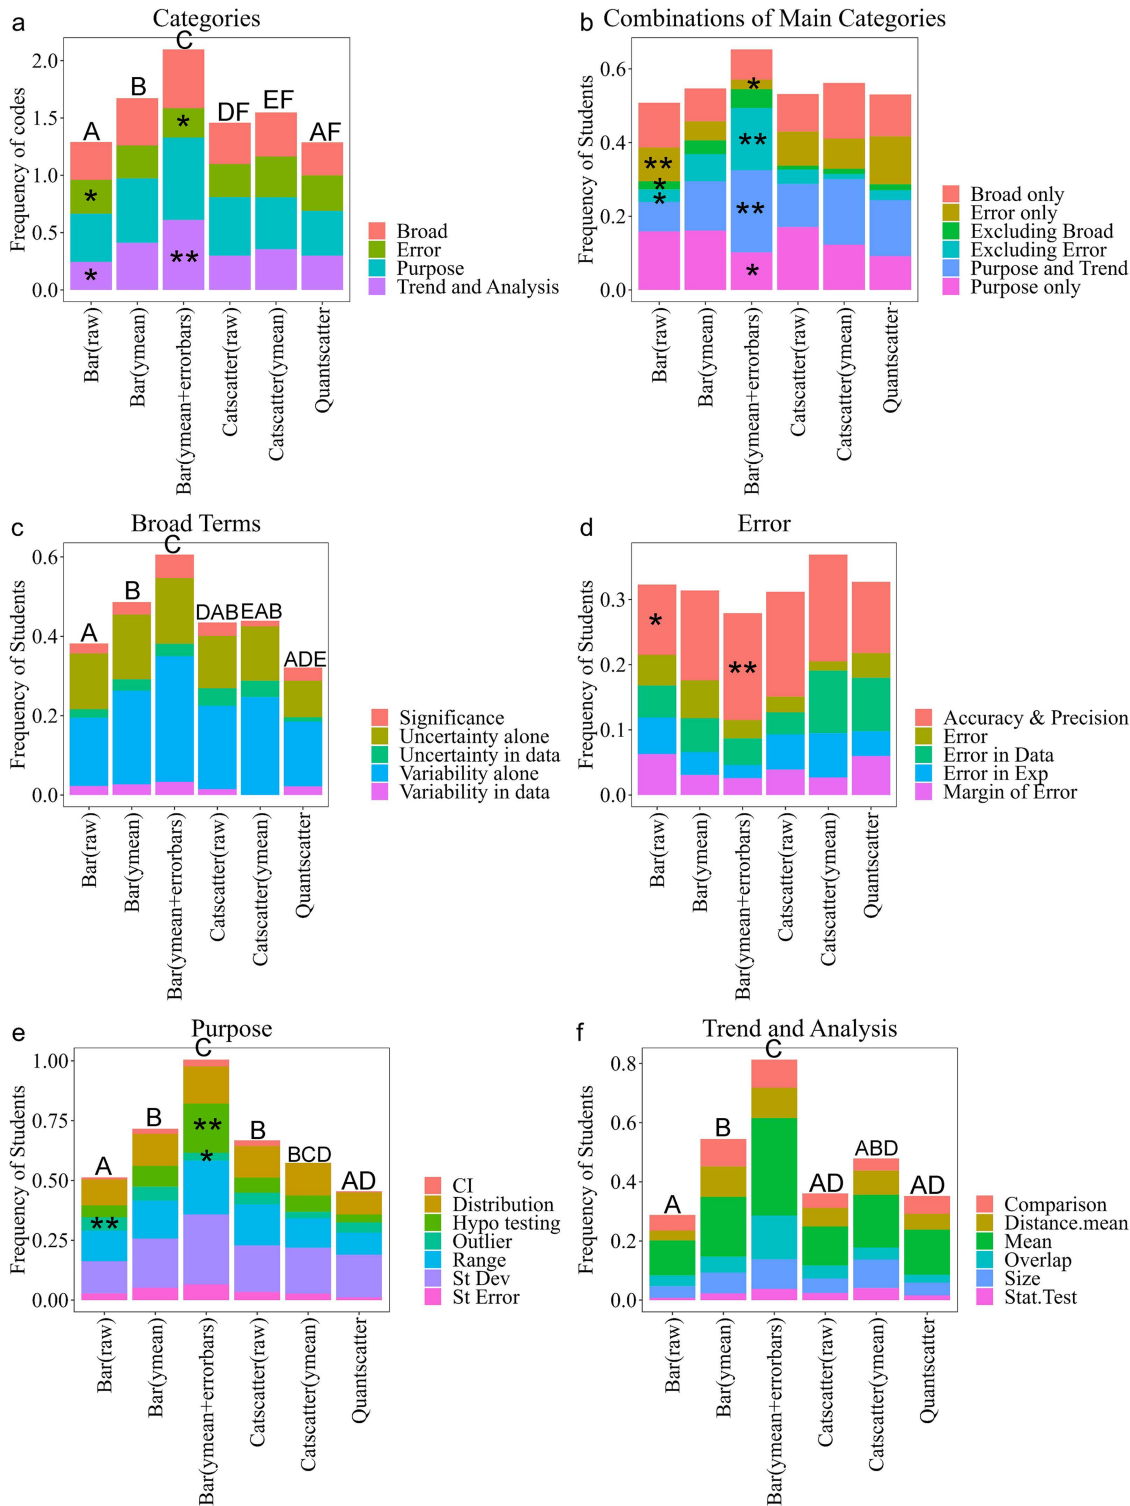 a
Categories
Frequency of codes
2.0
1.5
1.0
0.5
0.0
A
B
C
DF
EF
AF
*
*
*
**
Broad
Error
Purpose
Trend and Analysis
Bar(raw)
Bar(ymean)
Bar(ymean+errorbars)
Catscatter(raw)
Catscatter(ymean)
Quantscatter
b
Combinations of Main Categories
Frequency of Students
0.6
0.4
0.2
0.0
**
*
*
*
**
**
*
Broad only
Error only
Excluding Broad
Excluding Error
Purpose and Trend
Purpose only
Bar(raw)
Bar(ymean)
Bar(ymean+errorbars)
Catscatter(raw)
Catscatter(ymean)
Quantscatter
c
Broad Terms
Frequency of Students
0.6
0.4
0.2
0.0
A
B
C
DAB
EAB
ADE
Significance
Uncertainty alone
Uncertainty in data
Variability alone
Variability in data
Bar(raw)
Bar(ymean)
Bar(ymean+errorbars)
Catscatter(raw)
Catscatter(ymean)
Quantscatter
d
Error
Frequency of Students
0.3
0.2
0.1
0.0
*
**
Accuracy & Precision
Error
Error in Data
Error in Exp
Margin of Error
Bar(raw)
Bar(ymean)
Bar(ymean+errorbars)
Catscatter(raw)
Catscatter(ymean)
Quantscatter
e
Purpose
Frequency of Students
1.00
0.75
0.50
0.25
0.00
A
B
C
B
BCD
AD
**
**
*
CI
Distribution
Hypo testing
Outlier
Range
St Dev
St Error
Bar(raw)
Bar(ymean)
Bar(ymean+errorbars)
Catscatter(raw)
Catscatter(ymean)
Quantscatter
f
Trend and Analysis
Frequency of Students
0.8
0.6
0.4
0.2
0.0
A
B
C
AD
ABD
AD
Comparison
Distance.mean
Mean
Overlap
Size
Stat.Test
Bar(raw)
Bar(ymean)
Bar(ymean+errorbars)
Catscatter(raw)
Catscatter(ymean)
Quantscatter